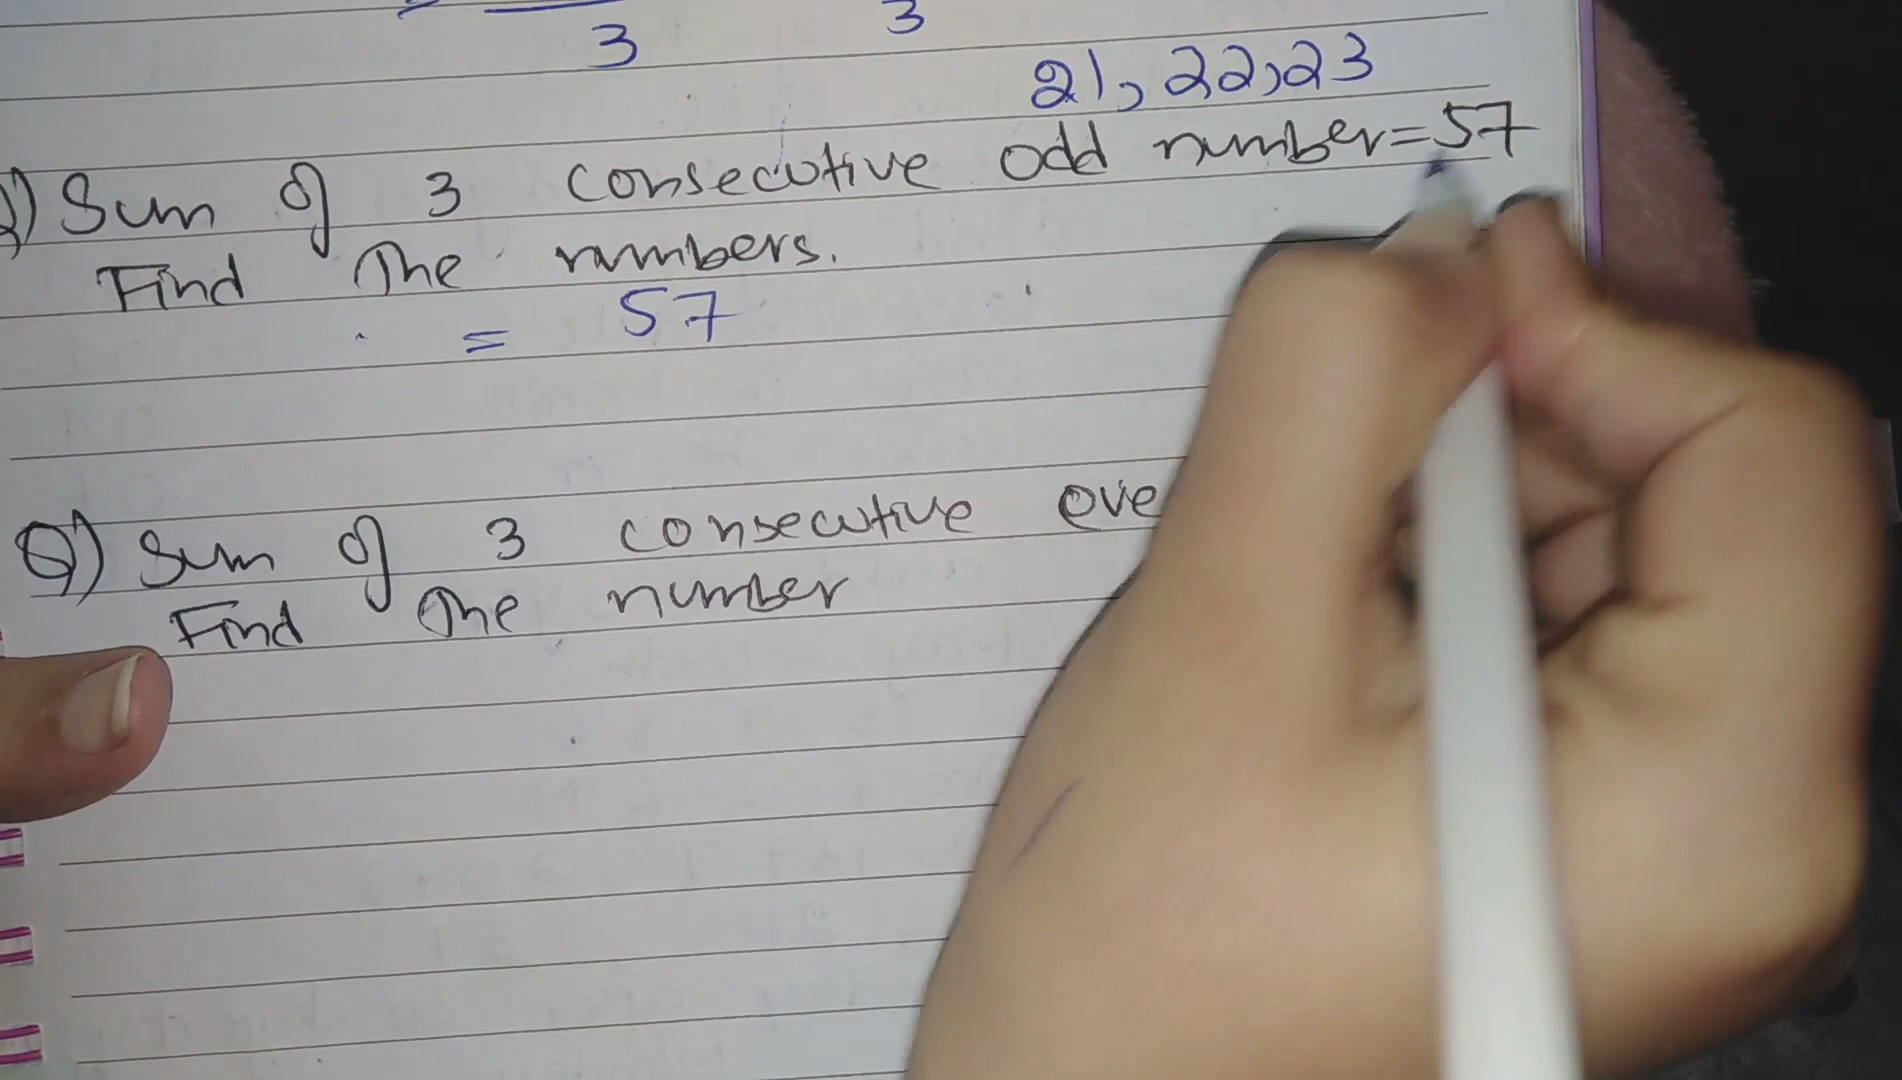 3 3
21, 22, 23
Q) Sum of 3 consecutive odd number=57
Find The numbers.
= 57
Q) Sum of 3 consecutive eve
Find The number